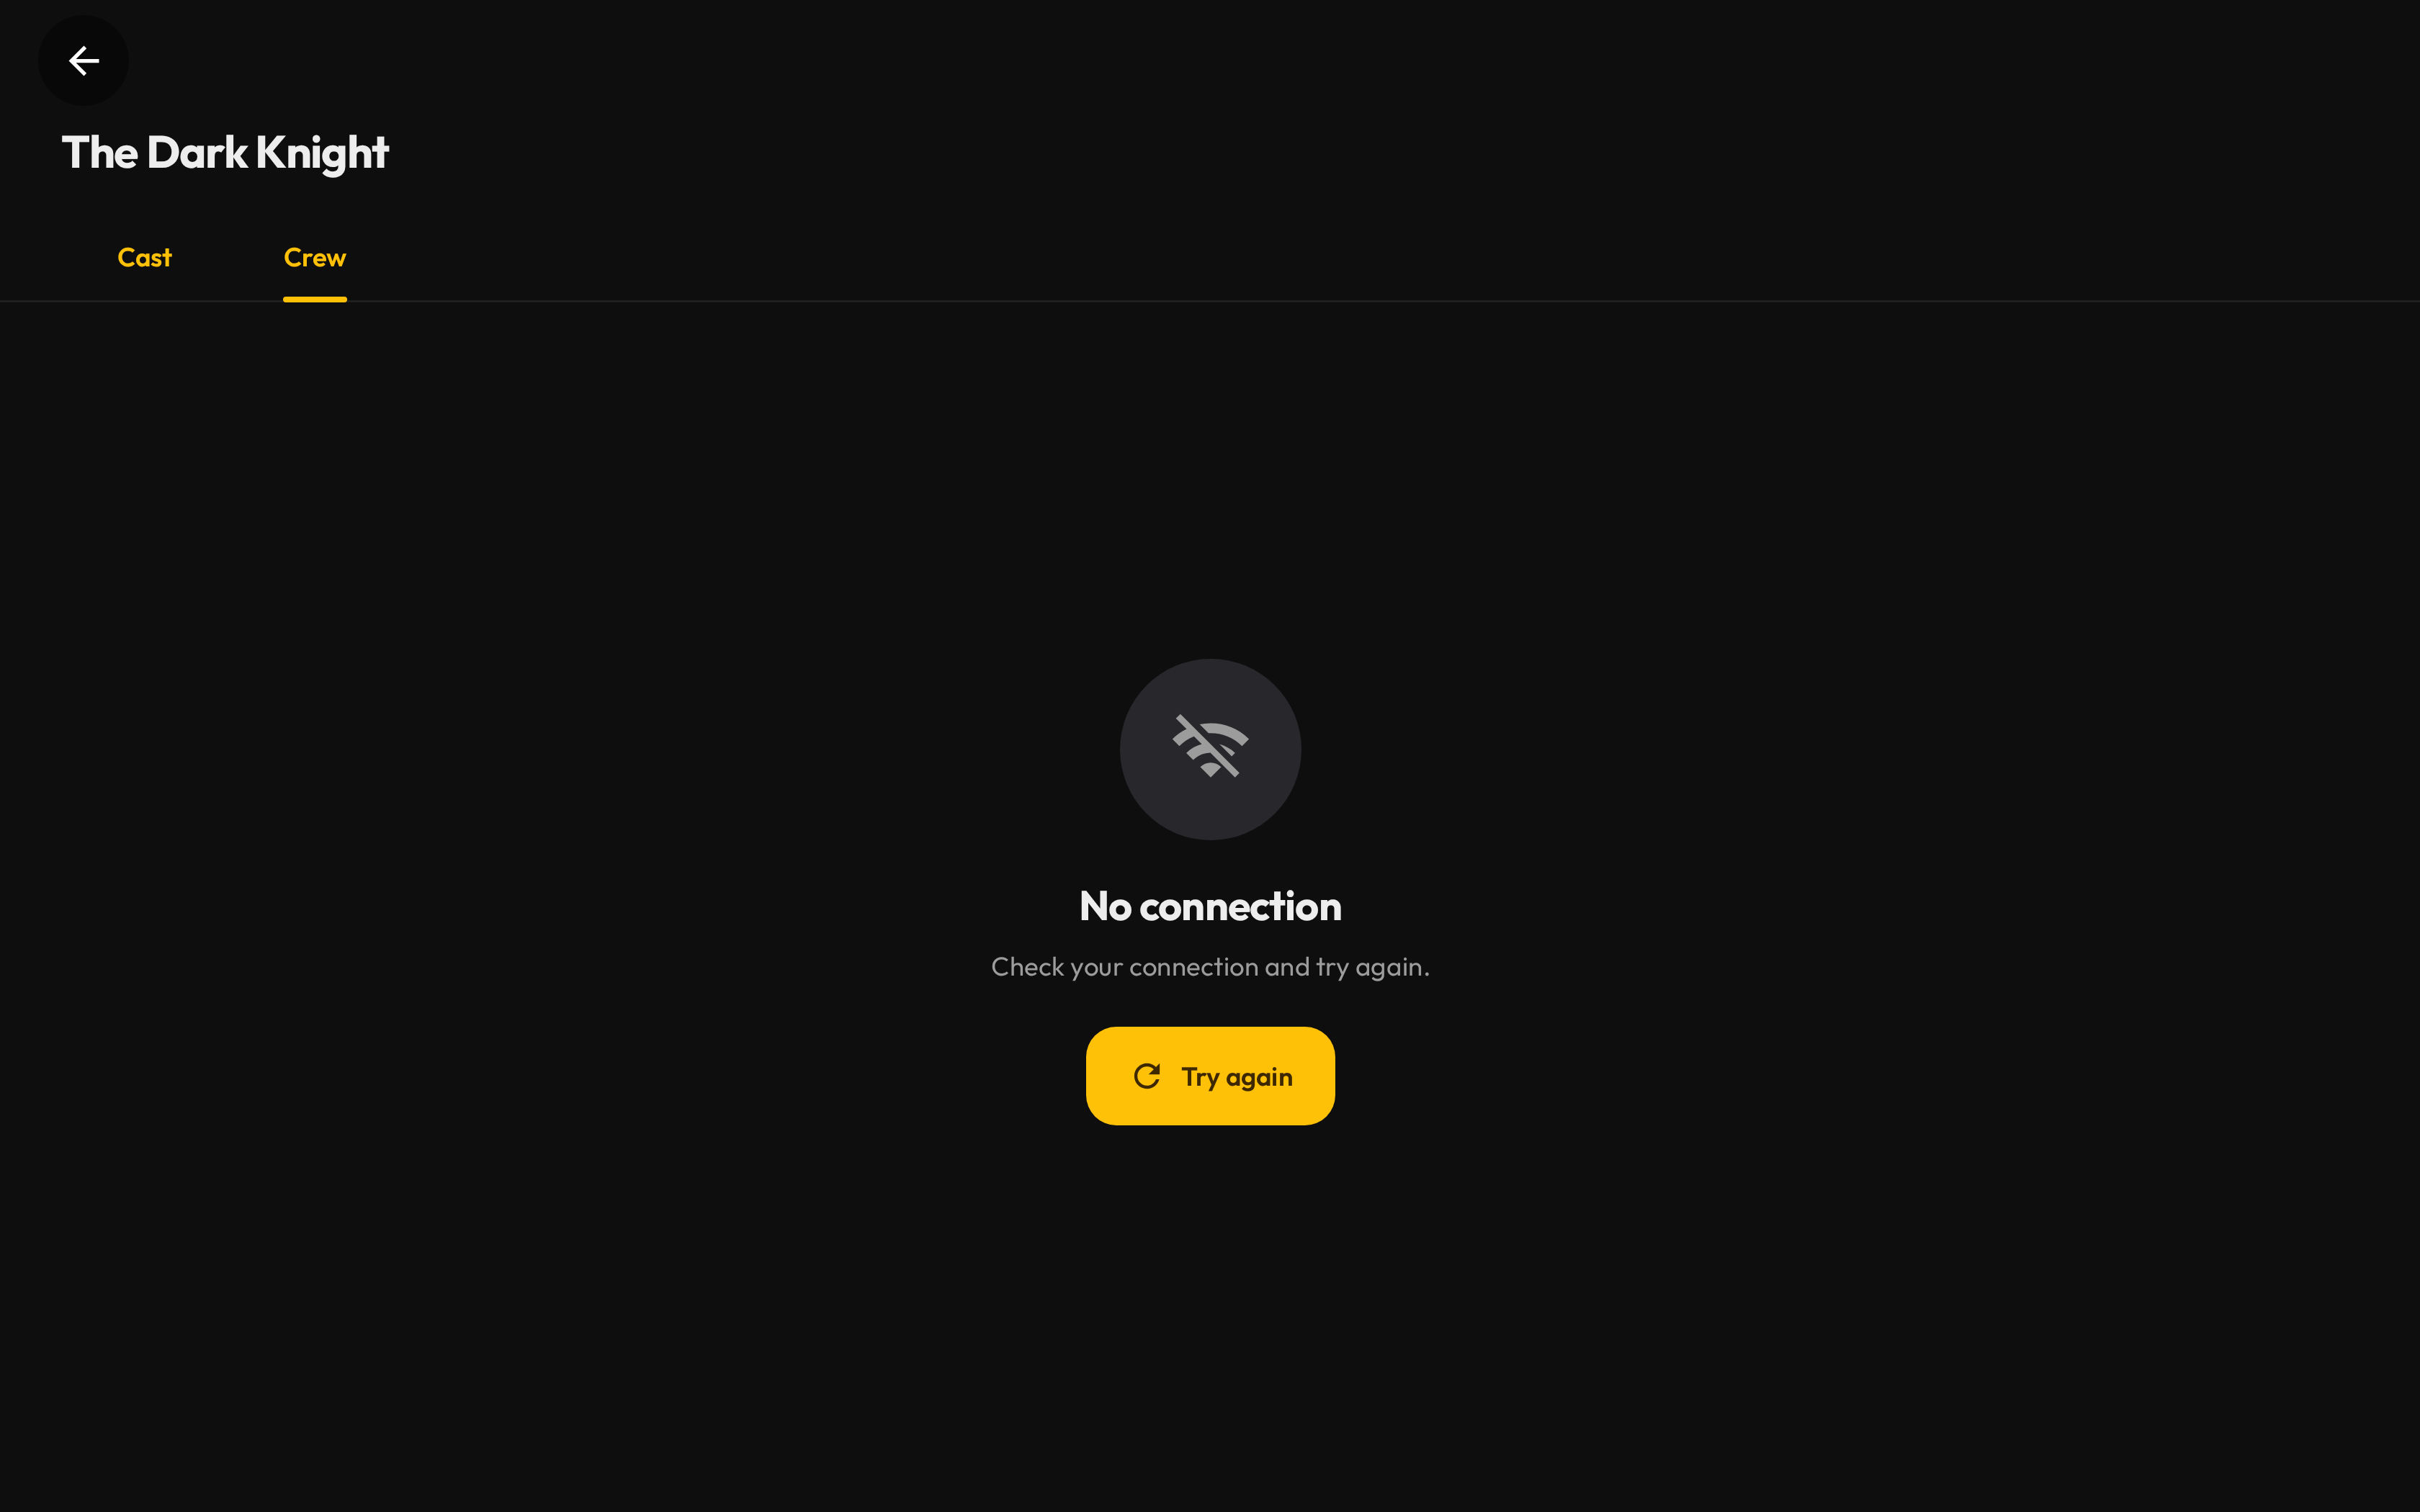 The Dark Knight
Cast Crew
No connection
Check your connection and try again.
Try again